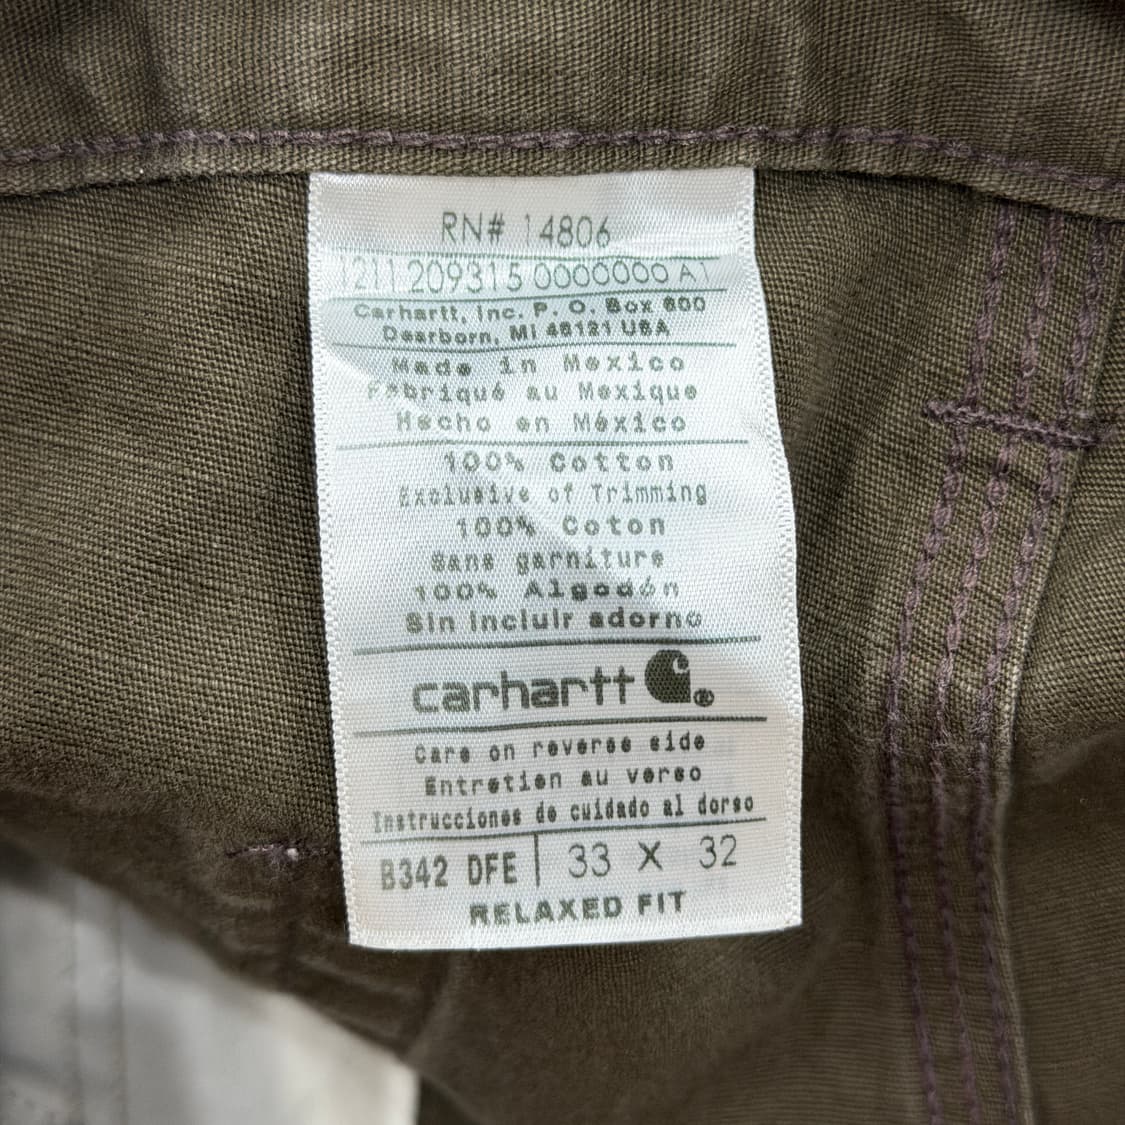 RN# 14806
1211 209315 0000000 A1
Carhartt, Inc. P. O. Box 600
Dearborn, MI 48121 USA
Made in Mexico
Fabriqué au Mexique
Hecho en México
100% Cotton
Exclusive of Trimming
100% Coton
Sans garniture
100% Algodón
Sin incluir adorno
carhartt ®
Care on reverse side
Entretien au verso
Instrucciones de cuidado al dorso
B342 DFE | 33 X 32
RELAXED FIT